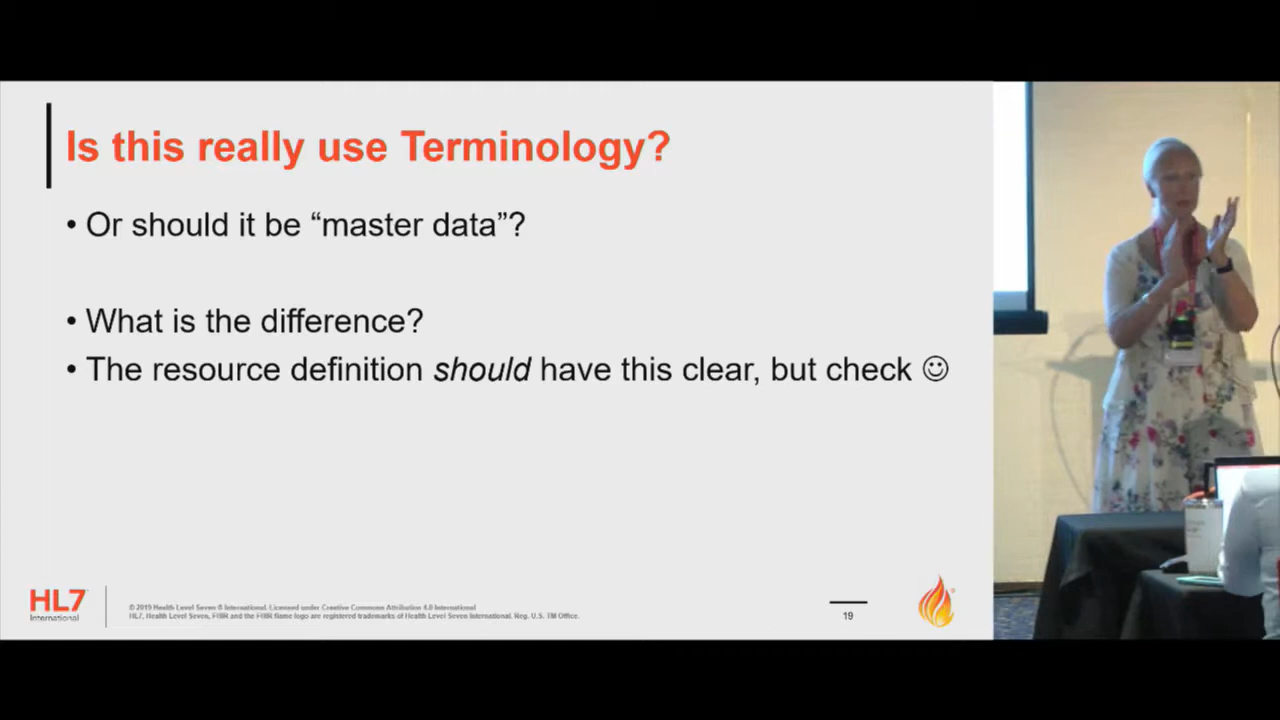 Is this really use Terminology?
• Or should it be “master data”?
• What is the difference?
• The resource definition should have this clear, but check ☺
HL7
International
© 2019 Health Level Seven ® International. Licensed under Creative Commons Attribution 4.0 International
HL7, Health Level Seven, FHIR and the FHIR flame logo are registered trademarks of Health Level Seven International. Reg. U.S. TM Office.
19
®